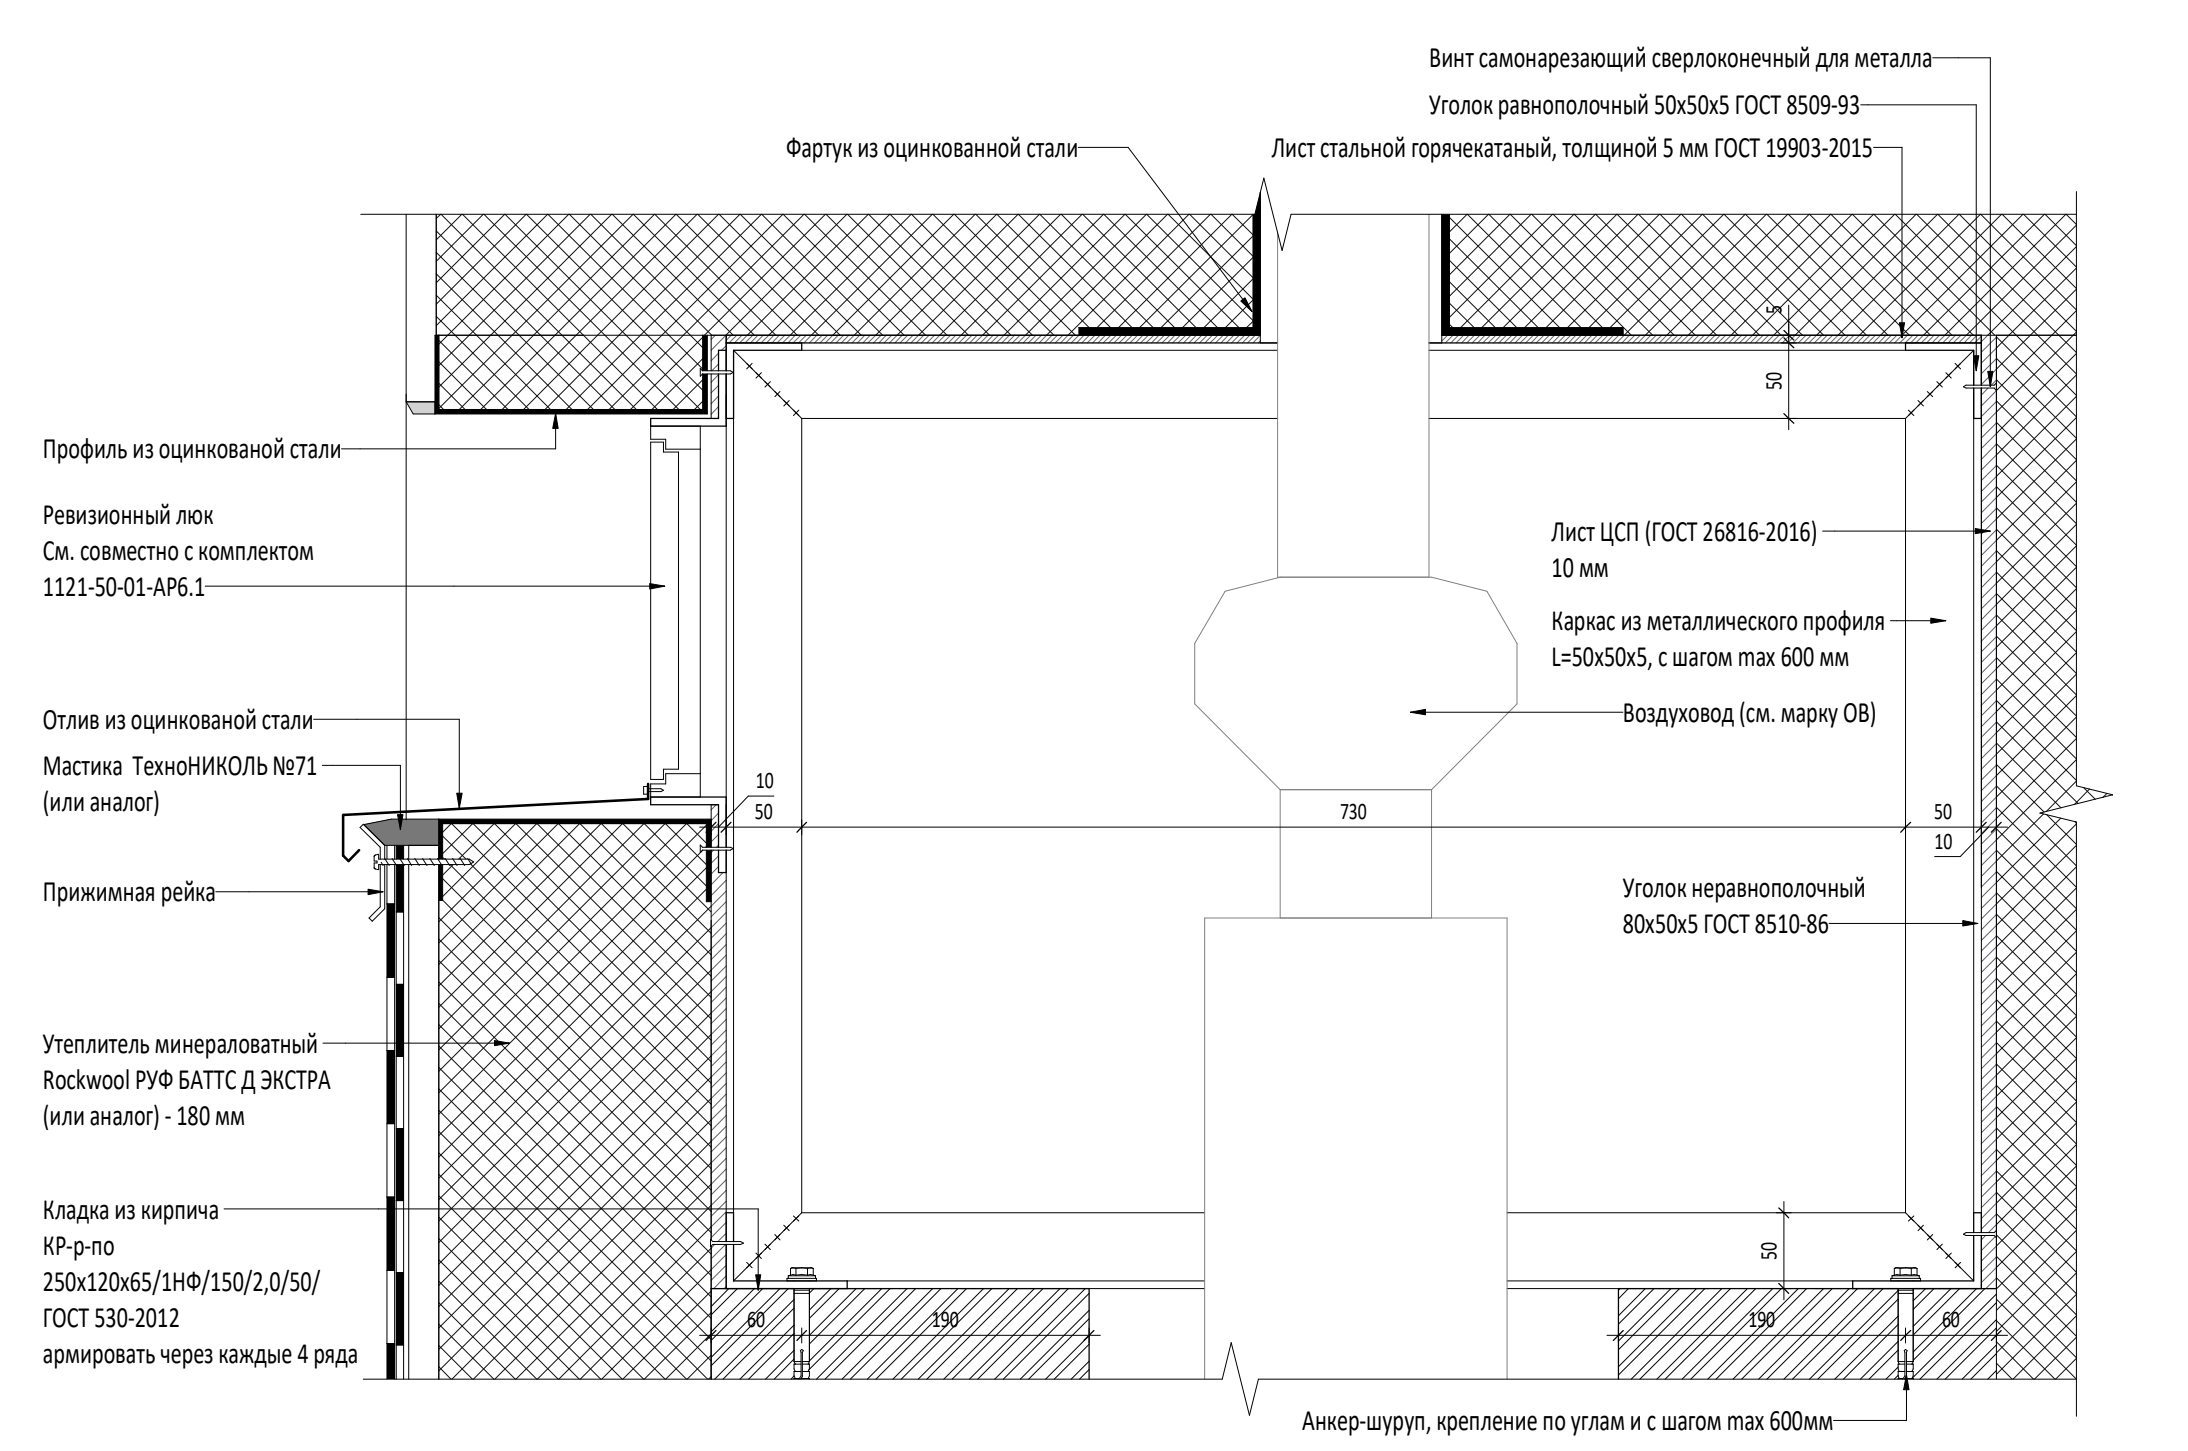 Винт самонарезающий сверлоконечный для металла
Уголок равнополочный 50х50х5 ГОСТ 8509-93
Фартук из оцинкованной стали
Лист стальной горячекатаный, толщиной 5 мм ГОСТ 19903-2015
5
50
Профиль из оцинкованой стали
Ревизионный люк
См. совместно с комплектом
1121-50-01-АР6.1
Лист ЦСП (ГОСТ 26816-2016)
10 мм
Каркас из металлического профиля
L=50х50х5, с шагом max 600 мм
Воздуховод (см. марку ОВ)
Отлив из оцинкованой стали
Мастика ТехноНИКОЛЬ №71
(или аналог)
10
50
730
50
10
Прижимная рейка
Уголок неравнополочный
80х50х5 ГОСТ 8510-86
Утеплитель минераловатный
Rockwool РУФ БАТТС Д ЭКСТРА
(или аналог) - 180 мм
Кладка из кирпича
КР-р-по
250х120х65/1НФ/150/2,0/50/
ГОСТ 530-2012
армировать через каждые 4 ряда
50
60
190
190
60
Анкер-шуруп, крепление по углам и с шагом max 600мм